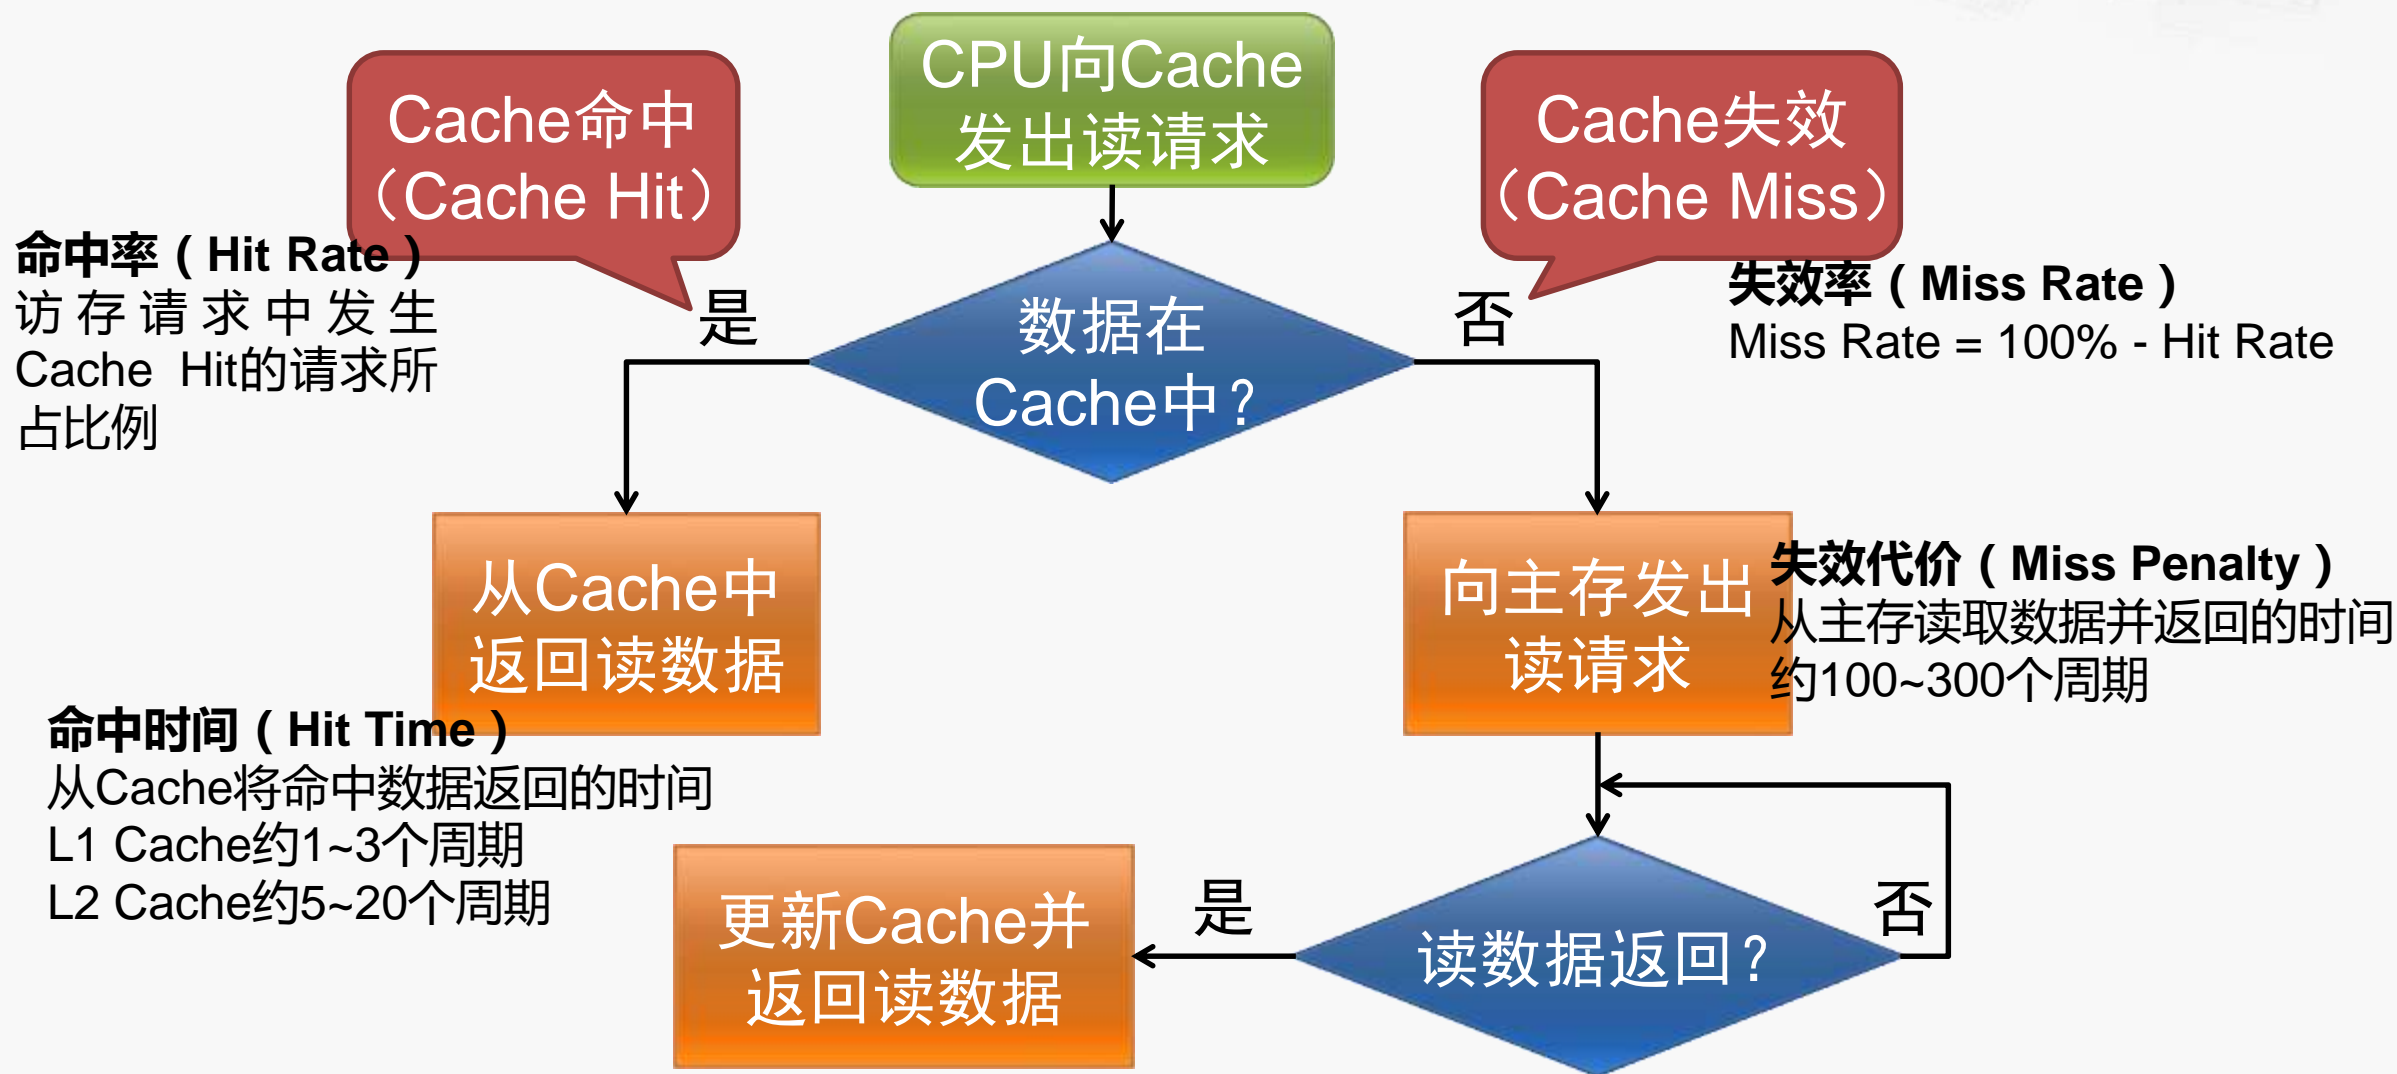 CPU向Cache
发出读请求
Cache命中
（Cache Hit）
Cache失效
（Cache Miss）
命中率（Hit Rate）
访存请求中发生
Cache Hit的请求所
占比例
是
数据在
Cache中？
否
失效率（Miss Rate）
Miss Rate = 100% - Hit Rate
从Cache中
返回读数据
向主存发出
读请求
失效代价（Miss Penalty）
从主存读取数据并返回的时间
约100~300个周期
命中时间（Hit Time）
从Cache将命中数据返回的时间
L1 Cache约1~3个周期
L2 Cache约5~20个周期
更新Cache并
返回读数据
是
读数据返回？
否